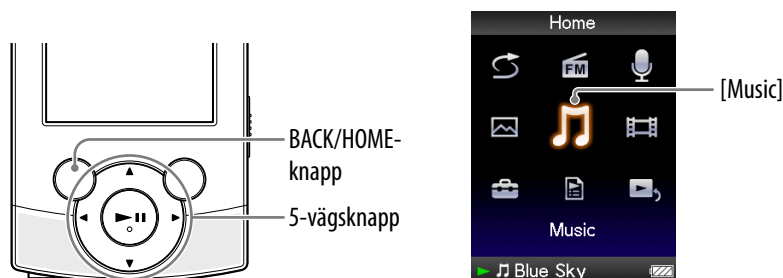 BACK/HOME-
knapp
5-vägsknapp
Home
FM
[Music]
Music
Blue Sky